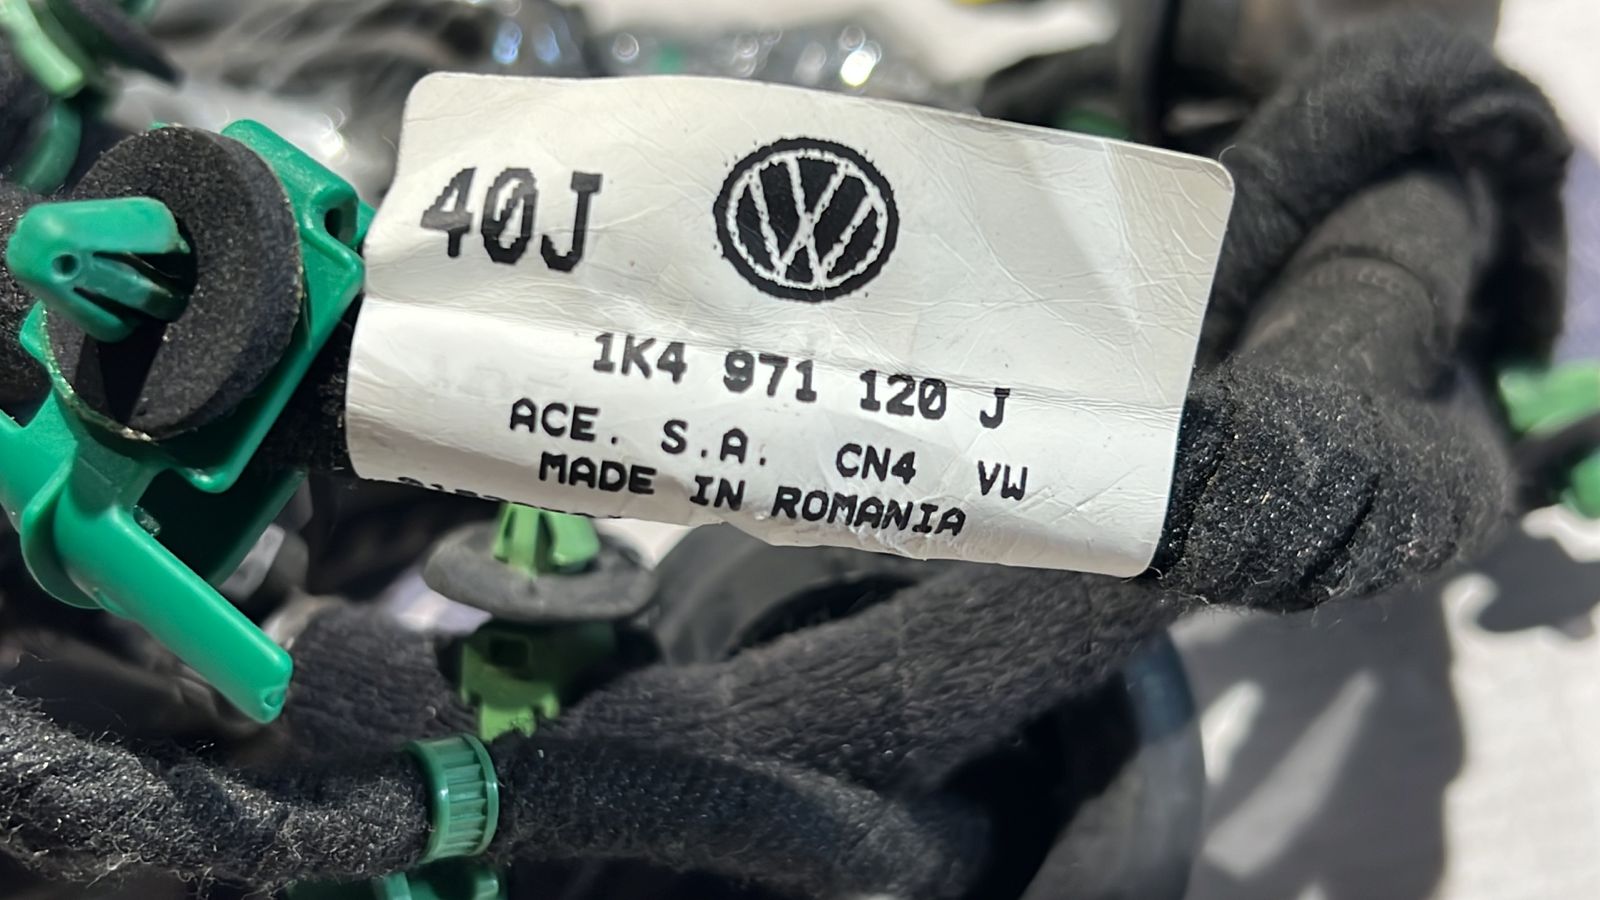 40J
1K4 971 120 J
ACE. S.A. CN4 VW
MADE IN ROMANIA